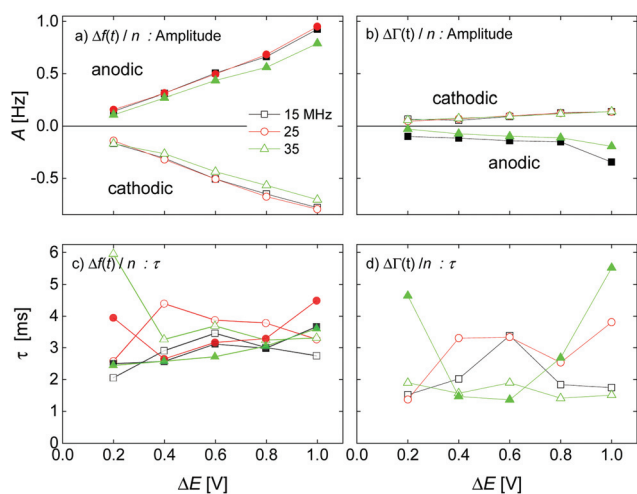 a) Δf(t) / n : Amplitude
b) ΔΓ(t) / n : Amplitude
1.0
0.5
0.0
-0.5
A [Hz]
anodic
cathodic
15 MHz
25
35
cathodic
anodic
c) Δf(t) / n : τ
d) ΔΓ(t) /n : τ
6
5
4
3
2
1
0
τ [ms]
0.0 0.2 0.4 0.6 0.8 1.0
0.0 0.2 0.4 0.6 0.8 1.0
ΔE [V]
ΔE [V]